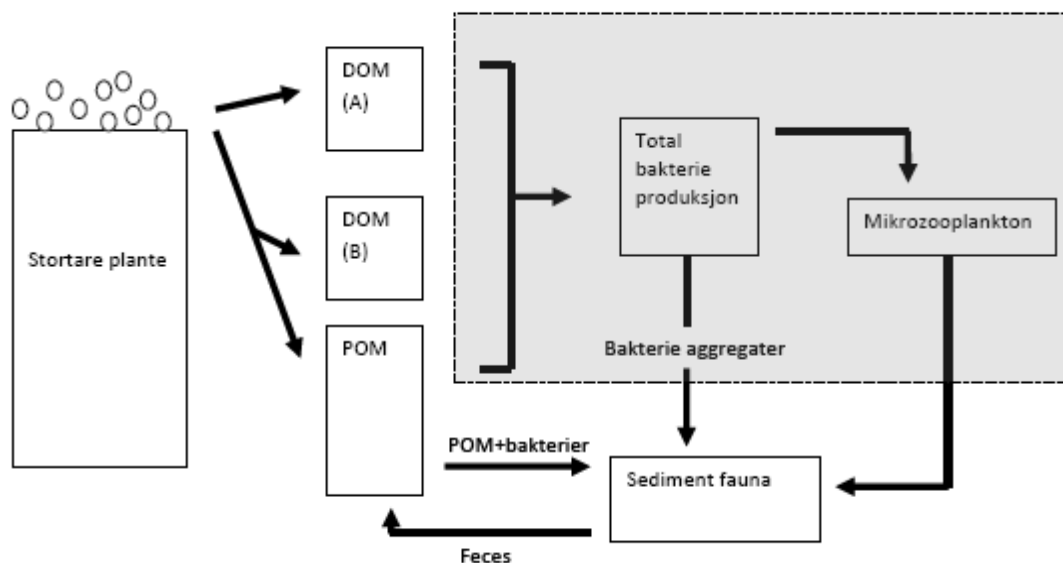 Stortare plante
DOM
(A)
DOM
(B)
POM
Total
bakterie
produksjon
Mikrozooplankton
Bakterie aggregater
POM+bakterier
Sediment fauna
Feces